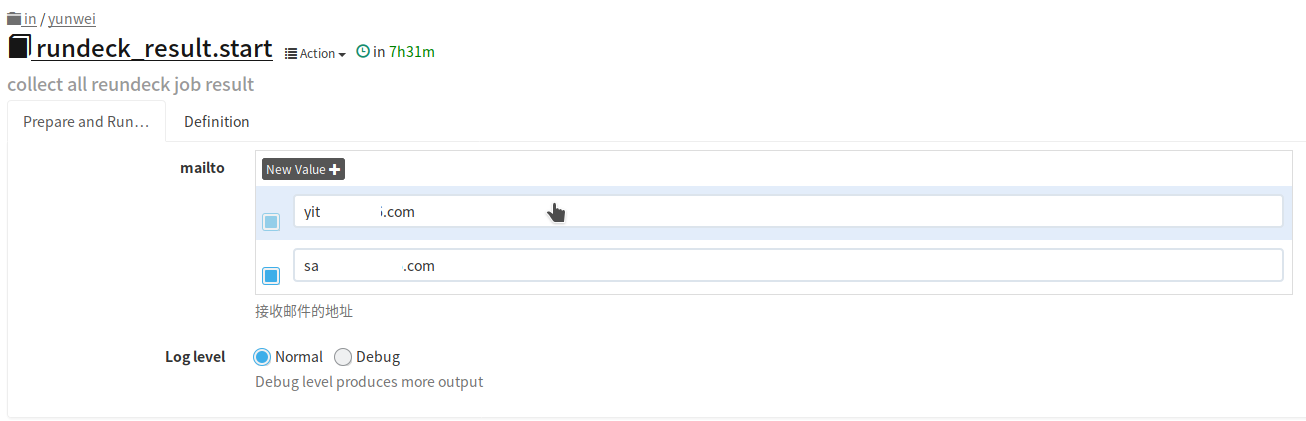 in / yunwei
rundeck_result.start Action in 7h31m
collect all reundeck job result
Prepare and Run… Definition
mailto
New Value
yit .com
sa .com
接收邮件的地址
Log level Normal Debug
Debug level produces more output